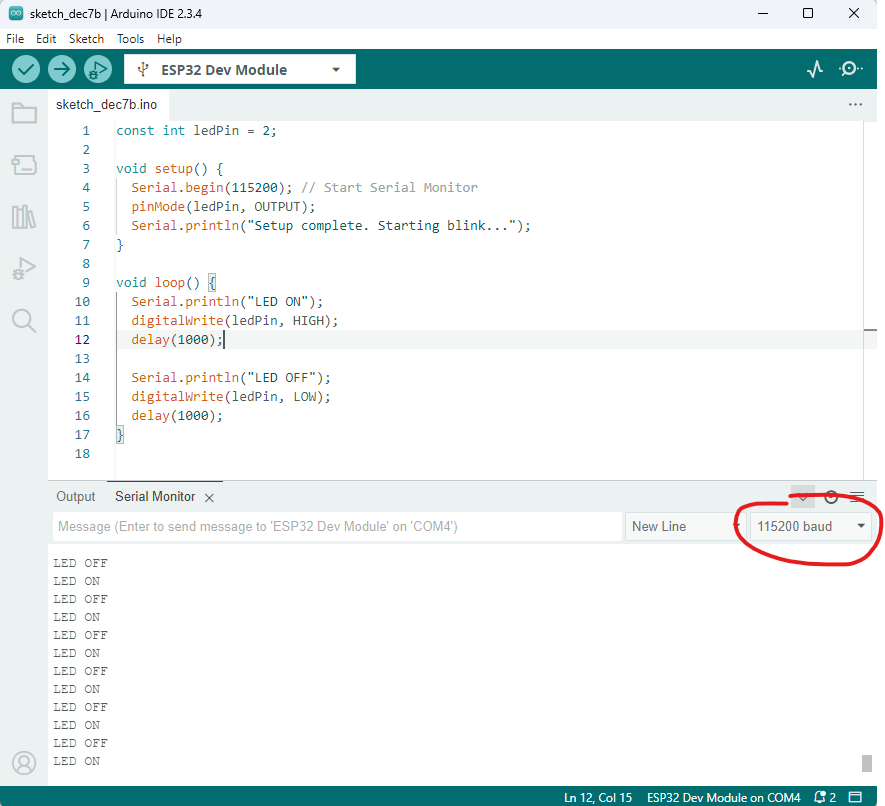 sketch_dec7b | Arduino IDE 2.3.4
File Edit Sketch Tools Help
ESP32 Dev Module
sketch_dec7b.ino
1 const int ledPin = 2;
2
3 void setup() {
4 Serial.begin(115200); // Start Serial Monitor
5 pinMode(ledPin, OUTPUT);
6 Serial.println("Setup complete. Starting blink...");
7 }
8
9 void loop() {
10 Serial.println("LED ON");
11 digitalWrite(ledPin, HIGH);
12 delay(1000);
13
14 Serial.println("LED OFF");
15 digitalWrite(ledPin, LOW);
16 delay(1000);
17 }
18
Output Serial Monitor
Message (Enter to send message to 'ESP32 Dev Module' on 'COM4') New Line 115200 baud
LED OFF
LED ON
LED OFF
LED ON
LED OFF
LED ON
LED OFF
LED ON
LED OFF
LED ON
LED OFF
LED ON
Ln 12, Col 15 ESP32 Dev Module on COM4 2